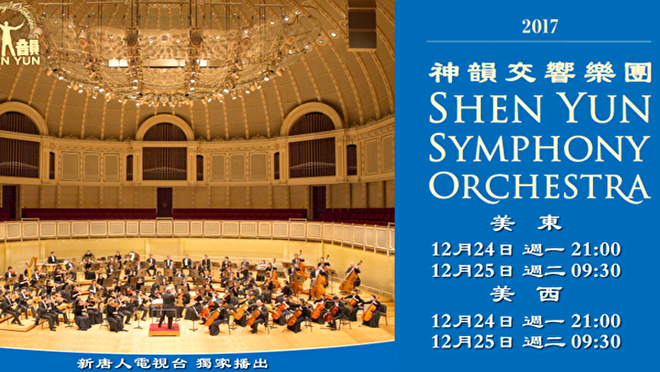 音韻
N YUN
2017
神韻交響樂團
SHEN YUN
SYMPHONY
ORCHESTRA
美 東
12月24日 週一 21:00
12月25日 週二 09:30
美 西
12月24日 週一 21:00
12月25日 週二 09:30
新唐人電視台 獨家播出